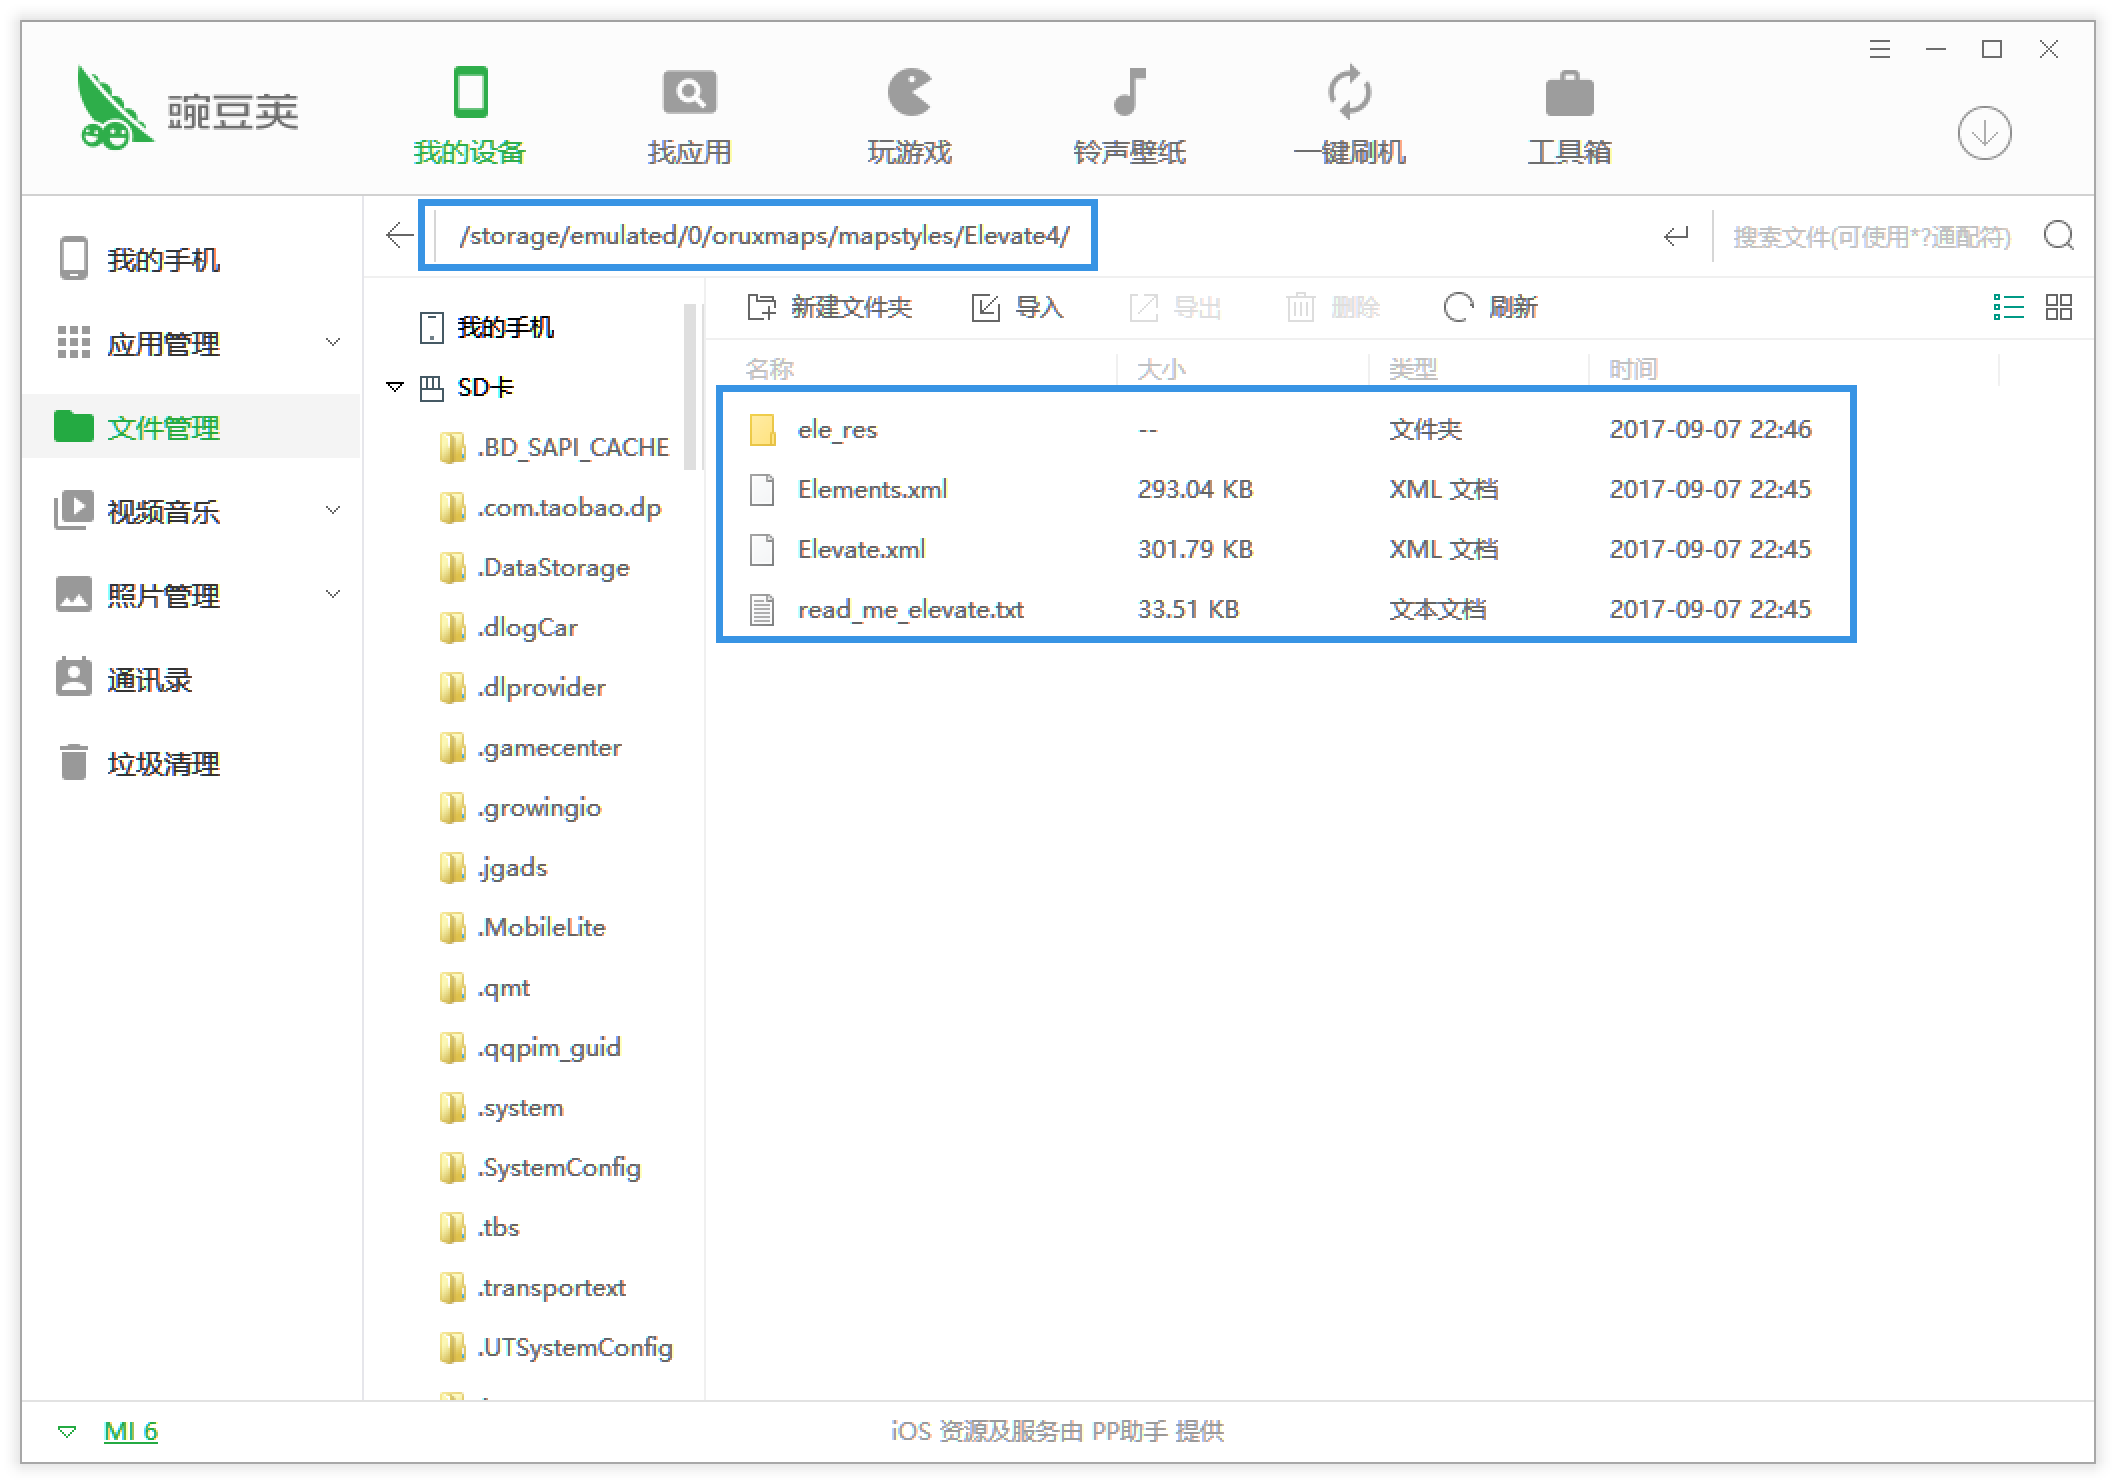 豌豆荚
我的设备
找应用
玩游戏
铃声壁纸
一键刷机
工具箱
我的手机
应用管理
文件管理
视频音乐
照片管理
通讯录
垃圾清理
/storage/emulated/0/oruxmaps/mapstyles/Elevate4/
搜索文件(可使用*?通配符)
我的手机
SD卡
.BD_SAPI_CACHE
.com.taobao.dp
.DataStorage
.dlogCar
.dlprovider
.gamecenter
.growingio
.jgads
.MobileLite
.qmt
.qqpim_guid
.system
.SystemConfig
.tbs
.transportext
.UTSystemConfig
新建文件夹 导入 导出 删除 刷新
名称 大小 类型 时间
ele_res -- 文件夹 2017-09-07 22:46
Elements.xml 293.04 KB XML 文档 2017-09-07 22:45
Elevate.xml 301.79 KB XML 文档 2017-09-07 22:45
read_me_elevate.txt 33.51 KB 文本文档 2017-09-07 22:45
MI 6
iOS 资源及服务由 PP助手 提供